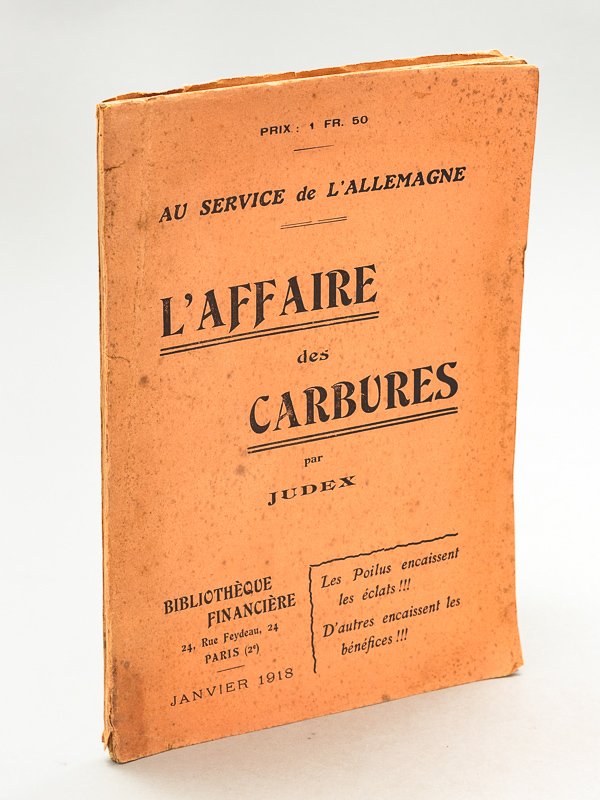 PRIX : 1 FR. 50
AU SERVICE de L'ALLEMAGNE
L'AFFAIRE
des
CARBURES
par
JUDEX
BIBLIOTHÈQUE
FINANCIÈRE
24, Rue Feydeau, 24
PARIS (2e)
JANVIER 1918
Les Poilus encaissent
les éclats!!!
D'autres encaissent les
bénéfices!!!